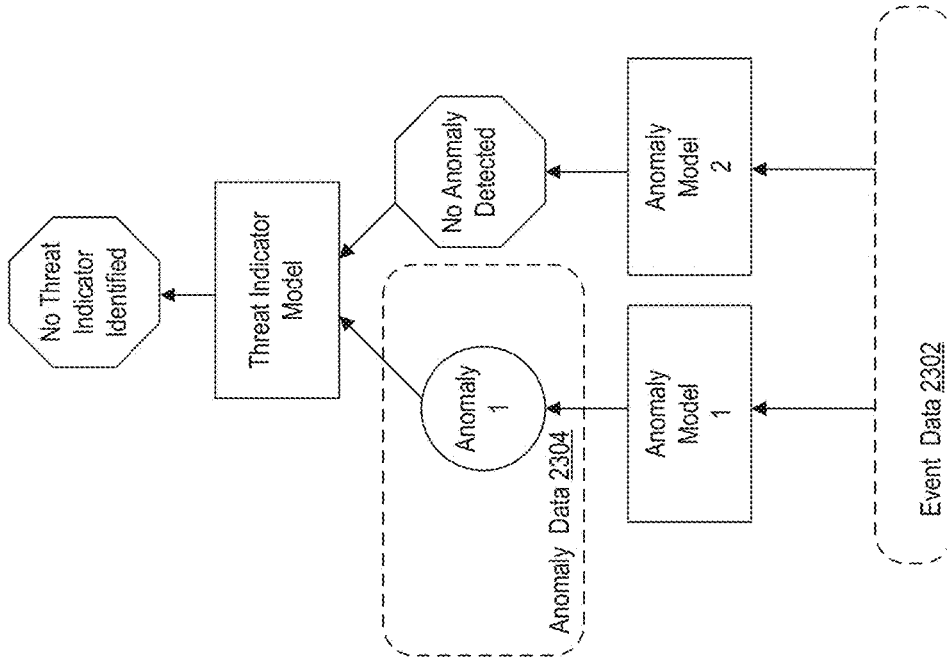 No Threat
Indicator
Identified
Threat Indicator
Model
No Anomaly
Detected
Anomaly
1
Anomaly Data 2304
Anomaly
Model
2
Anomaly
Model
1
Event Data 2302